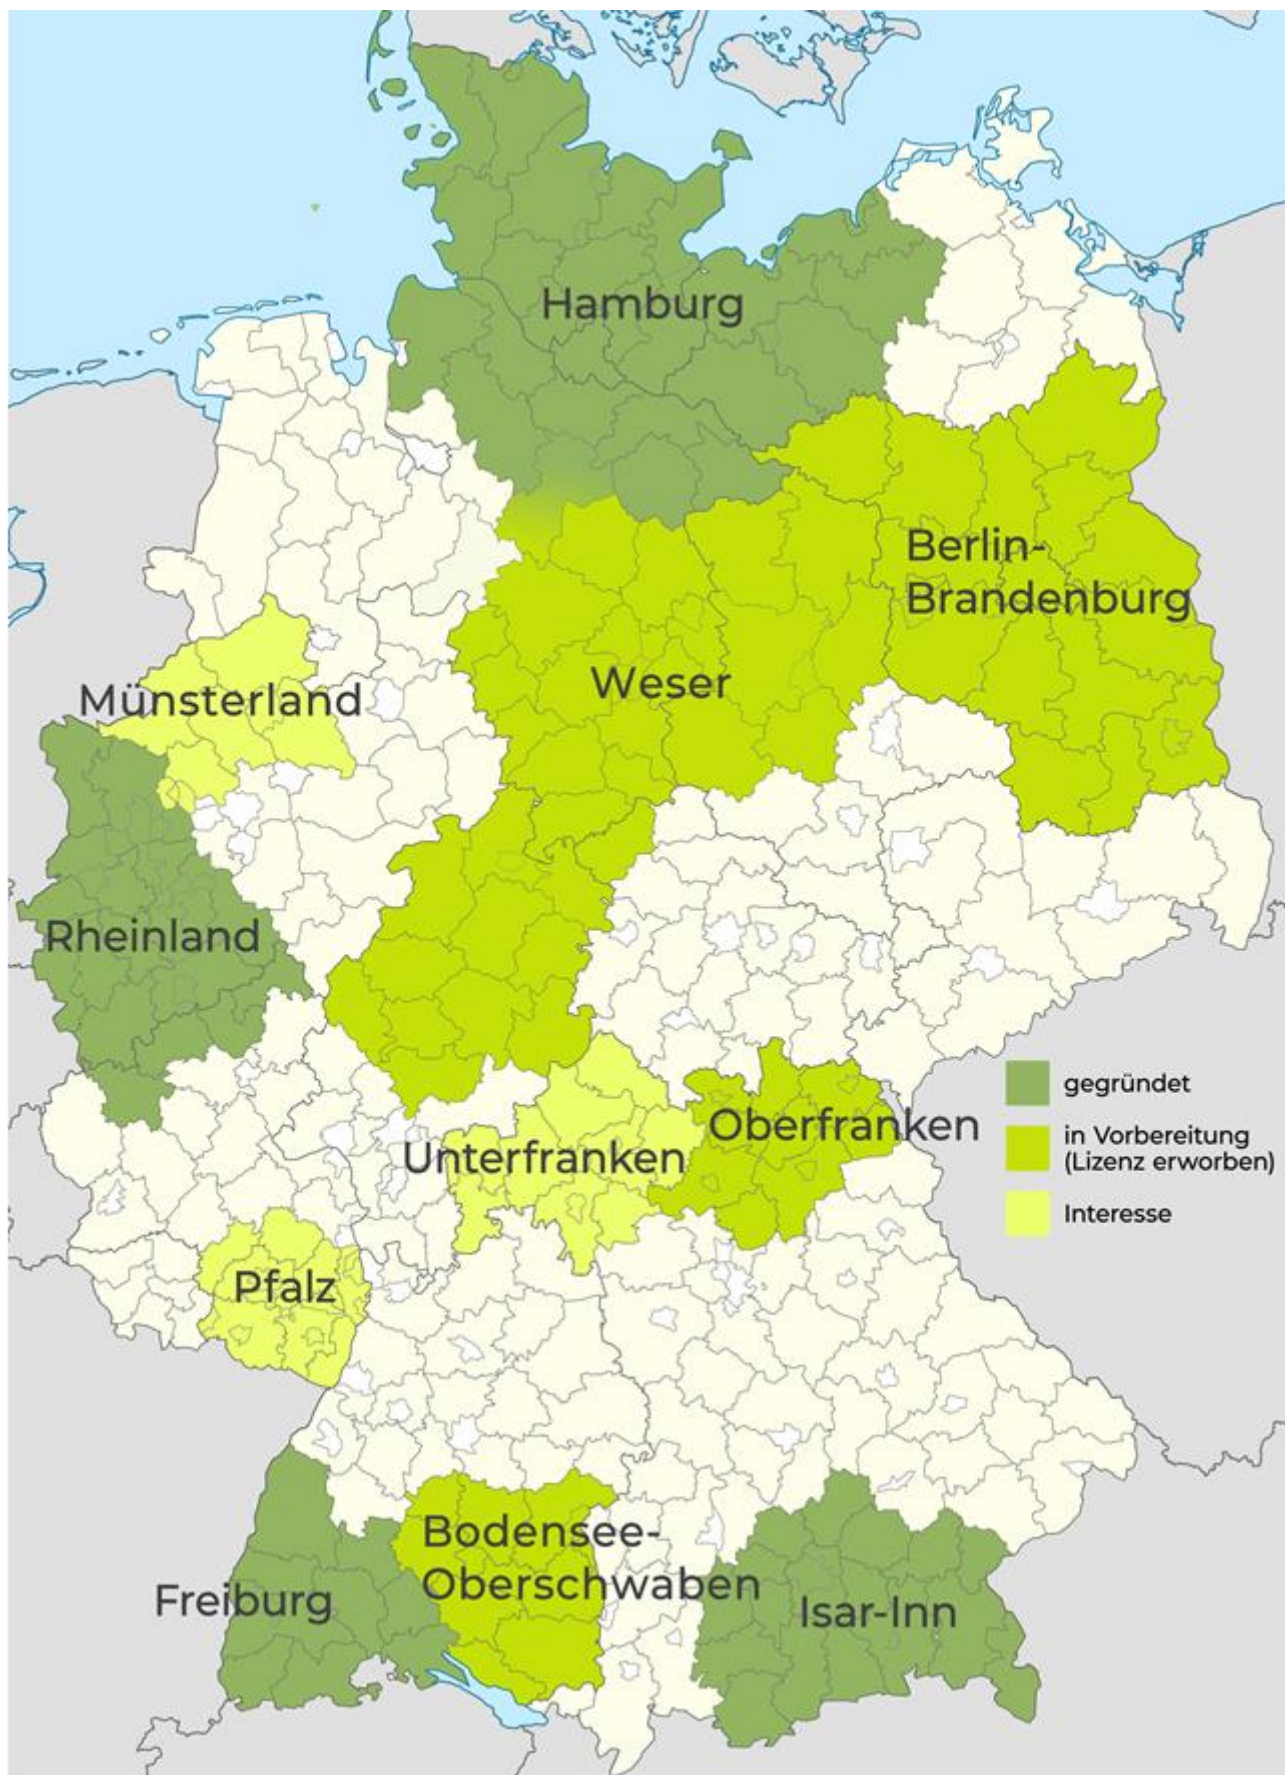 Hamburg
Berlin-
Brandenburg
Weser
Münsterland
Rheinland
Oberfranken
Unterfranken
Pfalz
Bodensee-
Oberschwaben
Freiburg
Isar-Inn
gegründet
in Vorbereitung
(Lizenz erworben)
Interesse